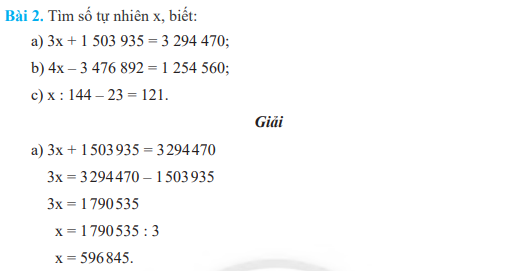 Bài 2. Tìm số tự nhiên x, biết:
a) 3x + 1 503 935 = 3 294 470;
b) 4x – 3 476 892 = 1 254 560;
c) x : 144 – 23 = 121.
Giải
a) 3x + 1 503 935 = 3 294 470
3x = 3 294 470 – 1 503 935
3x = 1 790 535
x = 1 790 535 : 3
x = 596 845.